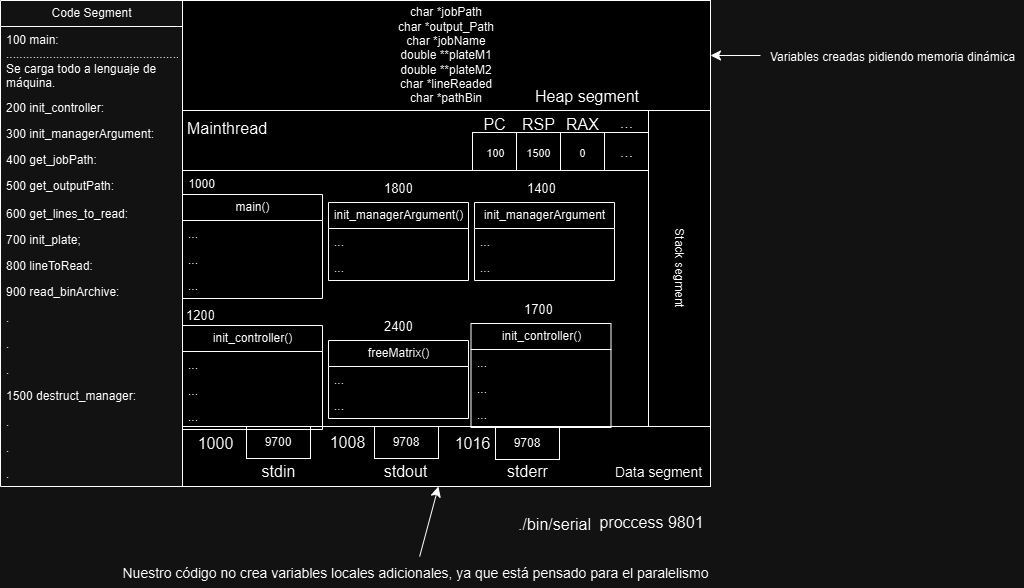 Code Segment
100 main:
......................................................
Se carga todo a lenguaje de
máquina.
200 init_controller:
300 init_managerArgument:
400 get_jobPath:
500 get_outputPath:
600 get_lines_to_read:
700 init_plate;
800 lineToRead:
900 read_binArchive:
.
.
.
1500 destruct_manager:
.
.
.
char *jobPath
char *output_Path
char *jobName
double **plateM1
double **plateM2
char *lineReaded
char *pathBin
Heap segment
Variables creadas pidiendo memoria dinámica
Mainthread
PC RSP RAX ...
100 1500 0 ...
1000
main()
...
...
...
1800
init_managerArgument()
...
...
1400
init_managerArgument
...
...
Stack segment
1200
init_controller()
...
...
...
2400
freeMatrix()
...
...
1700
init_controller()
...
...
...
1000 9700 1008 9708 1016 9708
stdin stdout stderr
Data segment
./bin/serial proccess 9801
Nuestro código no crea variables locales adicionales, ya que está pensado para el paralelismo